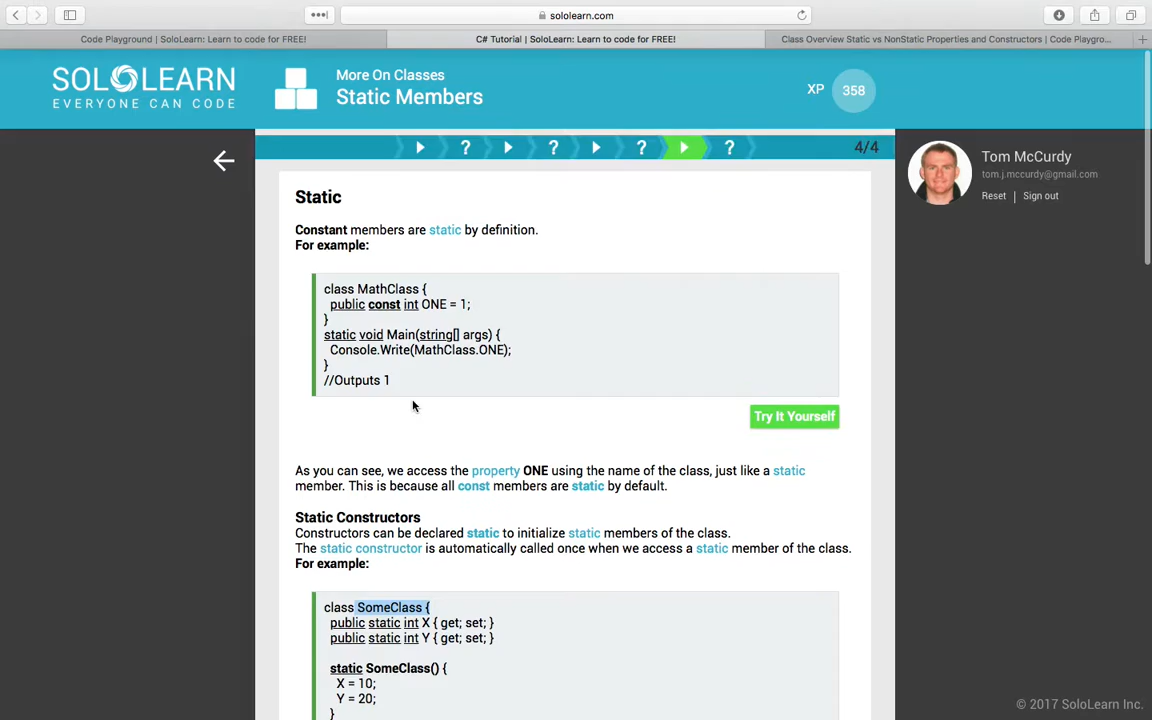 sololearn.com
Code Playground | SoloLearn: Learn to code for FREE!
C# Tutorial | SoloLearn: Learn to code for FREE!
Class Overview Static vs NonStatic Properties and Constructors | Code Playgro...
SOLOLEARN
EVERYONE CAN CODE
More On Classes
Static Members
XP 358
? ? ? ? 4/4
Tom McCurdy
tom.j.mccurdy@gmail.com
Reset | Sign out
Static
Constant members are static by definition.
For example:
class MathClass {
public const int ONE = 1;
}
static void Main(string[] args) {
Console.Write(MathClass.ONE);
}
//Outputs 1
Try It Yourself
As you can see, we access the property ONE using the name of the class, just like a static
member. This is because all const members are static by default.
Static Constructors
Constructors can be declared static to initialize static members of the class.
The static constructor is automatically called once when we access a static member of the class.
For example:
class SomeClass {
public static int X { get; set; }
public static int Y { get; set; }
static SomeClass() {
X = 10;
Y = 20;
}
© 2017 SoloLearn Inc.